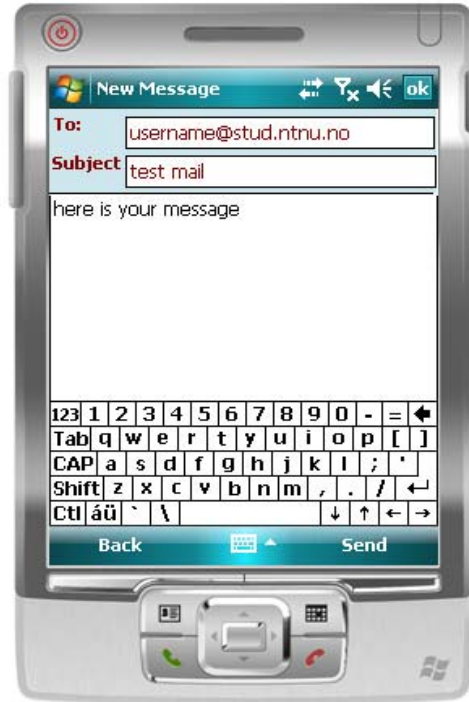 New Message ok
To: username@stud.ntnu.no
Subject test mail
here is your message
123 1 2 3 4 5 6 7 8 9 0 - =
Tab q w e r t y u i o p [ ]
CAP a s d f g h j k l ; '
Shift z x c v b n m , . /
Ctl áü ` \
Back Send